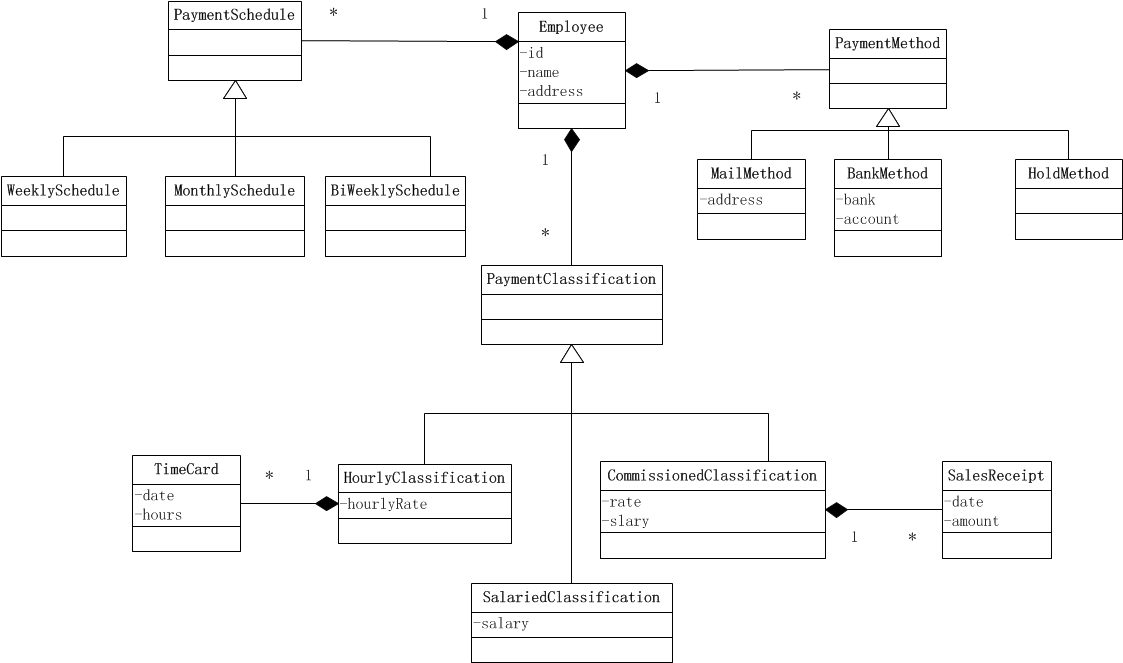 PaymentSchedule
*
1
Employee
-id
-name
-address
PaymentMethod
1
*
WeeklySchedule
MonthlySchedule
BiWeeklySchedule
1
*
MailMethod
-address
BankMethod
-bank
-account
HoldMethod
PaymentClassification
TimeCard
-date
-hours
*
1
HourlyClassification
-hourlyRate
CommissionedClassification
-rate
-slary
1
*
SalesReceipt
-date
-amount
SalariedClassification
-salary